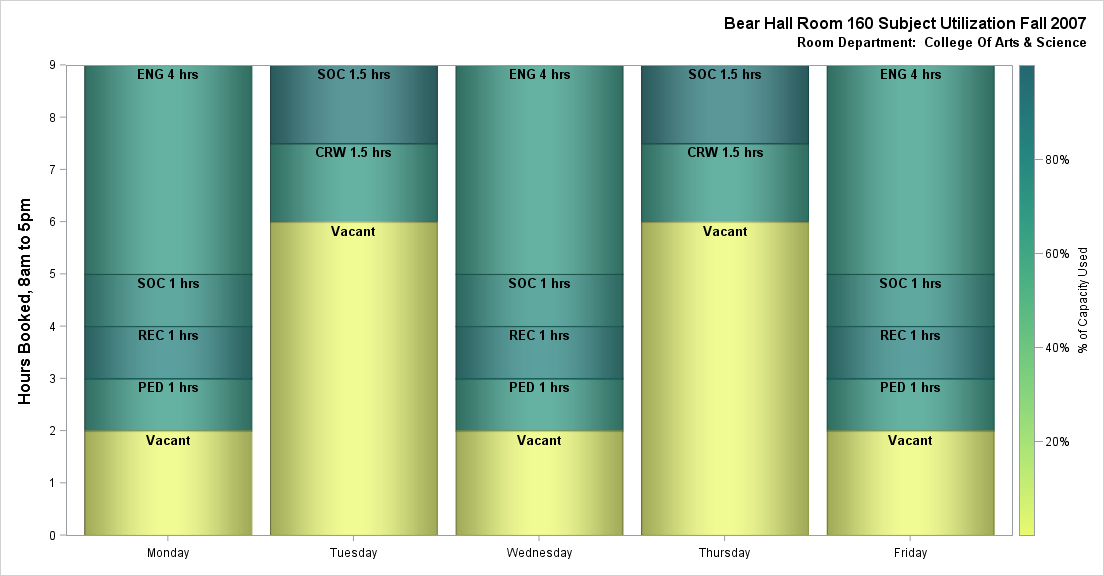 Bear Hall Room 160 Subject Utilization Fall 2007
Room Department:  College Of Arts & Science
Hours Booked, 8am to 5pm
9
8
7
6
5
4
3
2
1
0
ENG 4 hrs
SOC 1 hrs
REC 1 hrs
PED 1 hrs
Vacant
Monday
SOC 1.5 hrs
CRW 1.5 hrs
Vacant
Tuesday
ENG 4 hrs
SOC 1 hrs
REC 1 hrs
PED 1 hrs
Vacant
Wednesday
SOC 1.5 hrs
CRW 1.5 hrs
Vacant
Thursday
ENG 4 hrs
SOC 1 hrs
REC 1 hrs
PED 1 hrs
Vacant
Friday
80%
60%
40%
20%
% of Capacity Used